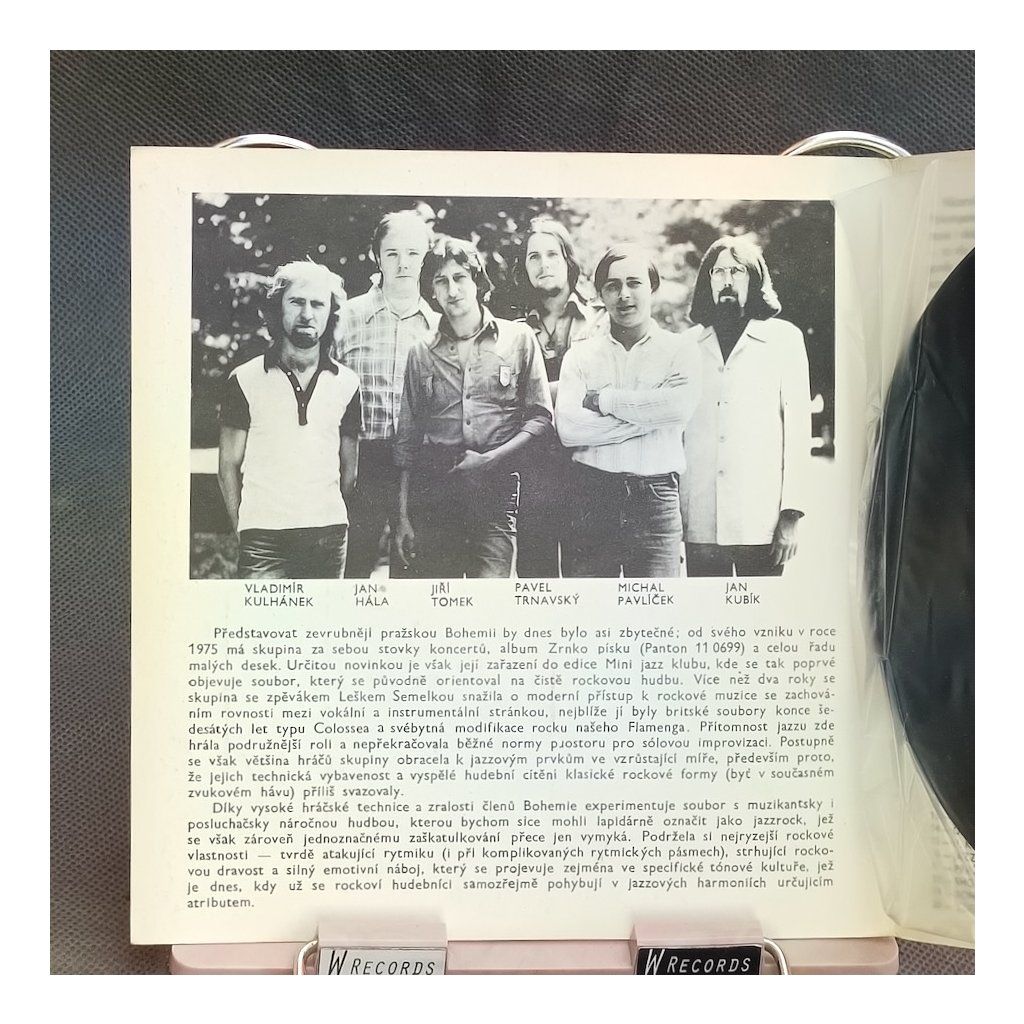 VLADIMÍR KULHÁNEK
JAN HÁLA
JIŘÍ TOMEK
PAVEL TRNAVSKÝ
MICHAL PAVLÍČEK
JAN KUBÍK
Představovat zevrubněji pražskou Bohemii by dnes bylo asi zbytečné; od svého vzniku v roce
1975 má skupina za sebou stovky koncertů, album Zrnko písku (Panton 11 0699) a celou řadu
malých desek. Určitou novinkou je však její zařazení do edice Mini jazz klubu, kde se tak poprvé
objevuje soubor, který se původně orientoval na čistě rockovou hudbu. Více než dva roky se
skupina se zpěvákem Leškem Semelkou snažila o moderní přístup k rockové muzice se zachová-
ním rovnosti mezi vokální a instrumentální stránkou, nejblíže jí byly britské soubory konce še-
desátých let typu Colossea a svébytná modifikace rocku našeho Flamenga. Přítomnost jazzu zde
hrála podružnější roli a nepřekračovala běžné normy prostoru pro sólovou improvizaci. Postupně
se však většina hráčů skupiny obracela k jazzovým prvkům ve vzrůstající míře, především proto,
že jejich technická vybavenost a vyspělé hudební cítění klasické rockové formy (byť v současném
zvukovém hávu) příliš svazovaly.
Díky vysoké hráčské technice a zralosti členů Bohemie experimentuje soubor s muzikantsky i
posluchačsky náročnou hudbou, kterou bychom sice mohli lapidárně označit jako jazzrock, jež
se však zároveň jednoznačnému zaškatulkování přece jen vymyká. Podržela si nejryzejší rockové
vlastnosti — tvrdě atakující rytmiku (i při komplikovaných rytmických pásmech), strhující rocko-
vou dravost a silný emotivní náboj, který se projevuje zejména ve specifické tónové kultuře, jež
je dnes, kdy už se rockoví hudebníci samozřejmě pohybují v jazzových harmoniích určujícím
atributem.
W RECORDS
W RECORDS